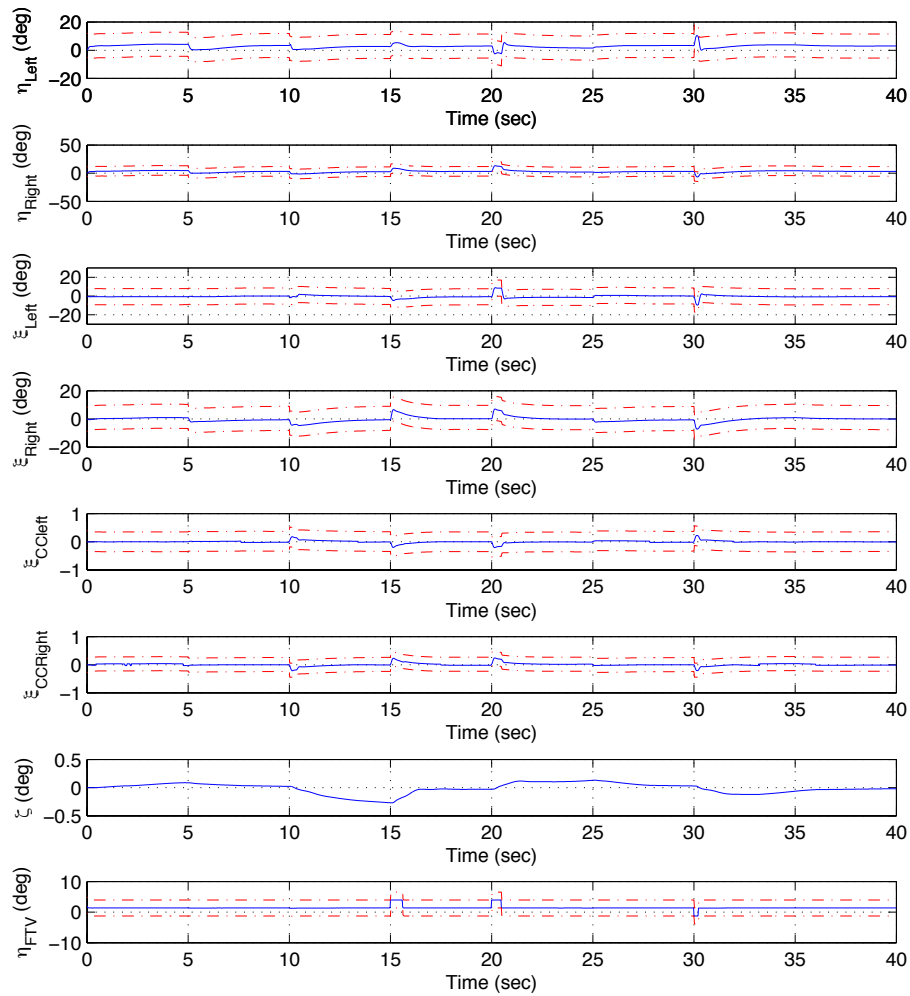 η_Left (deg)
20
0
−20
0 5 10 15 20 25 30 35 40
Time (sec)
η_Right (deg)
50
0
−50
0 5 10 15 20 25 30 35 40
Time (sec)
ξ_Left (deg)
20
0
−20
0 5 10 15 20 25 30 35 40
Time (sec)
ξ_Right (deg)
20
0
−20
0 5 10 15 20 25 30 35 40
Time (sec)
ξ_CCleft
1
0
−1
0 5 10 15 20 25 30 35 40
Time (sec)
ξ_CCRight
1
0
−1
0 5 10 15 20 25 30 35 40
Time (sec)
ζ (deg)
0.5
0
−0.5
0 5 10 15 20 25 30 35 40
Time (sec)
η_FTV (deg)
10
0
−10
0 5 10 15 20 25 30 35 40
Time (sec)